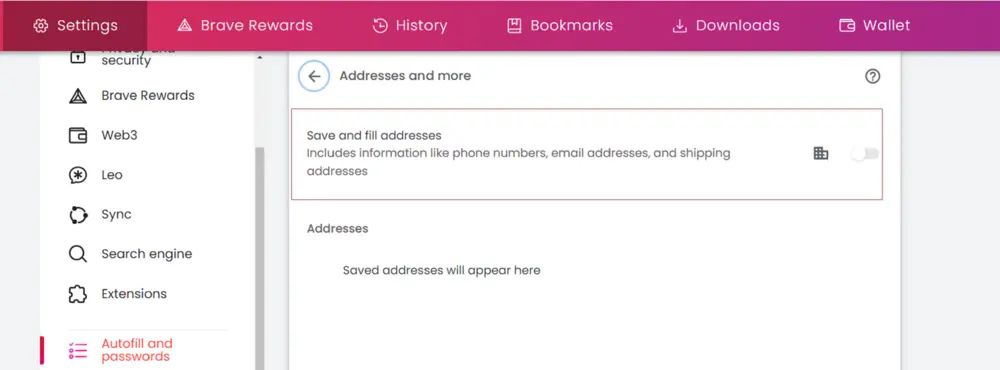 Settings
Brave Rewards
History
Bookmarks
Downloads
Wallet
Privacy and
security
Brave Rewards
Web3
Leo
Sync
Search engine
Extensions
Autofill and
passwords
Addresses and more
Save and fill addresses
Includes information like phone numbers, email addresses, and shipping
addresses
Addresses
Saved addresses will appear here